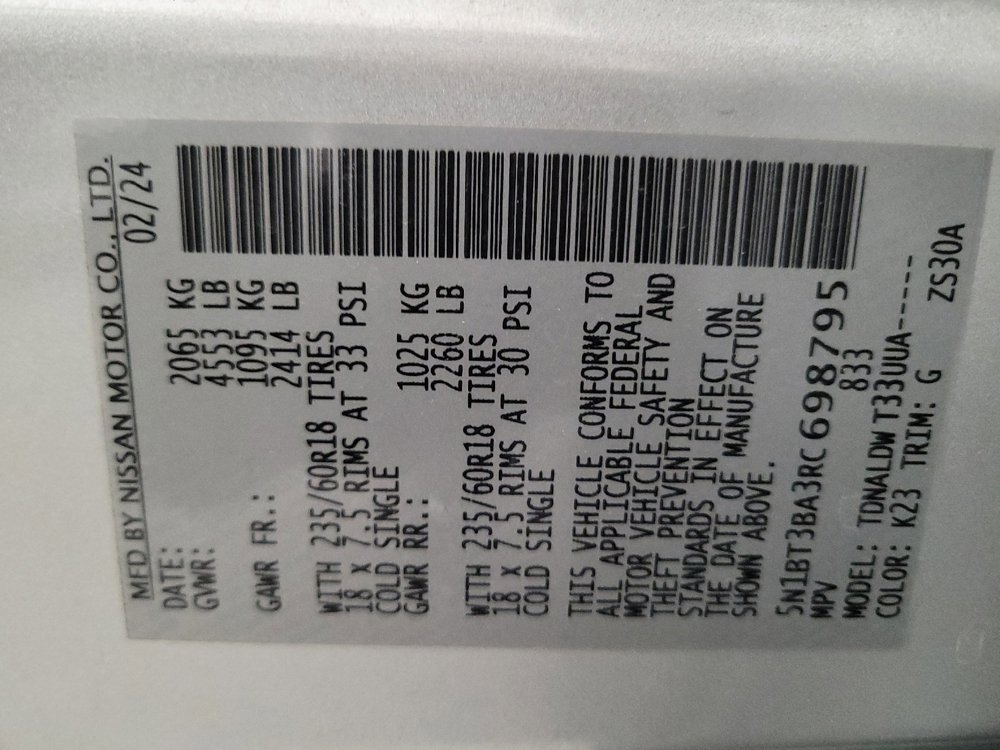 MFD BY NISSAN MOTOR CO., LTD.
DATE: 02/24
GVWR: 2065 KG
4553 LB
GAWR FR.: 1095 KG
2414 LB
WITH 235/60R18 TIRES
18 x 7.5 RIMS AT 33 PSI
COLD SINGLE
GAWR RR.: 1025 KG
2260 LB
WITH 235/60R18 TIRES
18 x 7.5 RIMS AT 30 PSI
COLD SINGLE
THIS VEHICLE CONFORMS TO
ALL APPLICABLE FEDERAL
MOTOR VEHICLE SAFETY AND
THEFT PREVENTION
STANDARDS IN EFFECT ON
THE DATE OF MANUFACTURE
SHOWN ABOVE.
5N1BT3BA3RC698795
MPV 833
MODEL: TDNALDW T33UUA-----
COLOR: K23 TRIM: G ZS30A